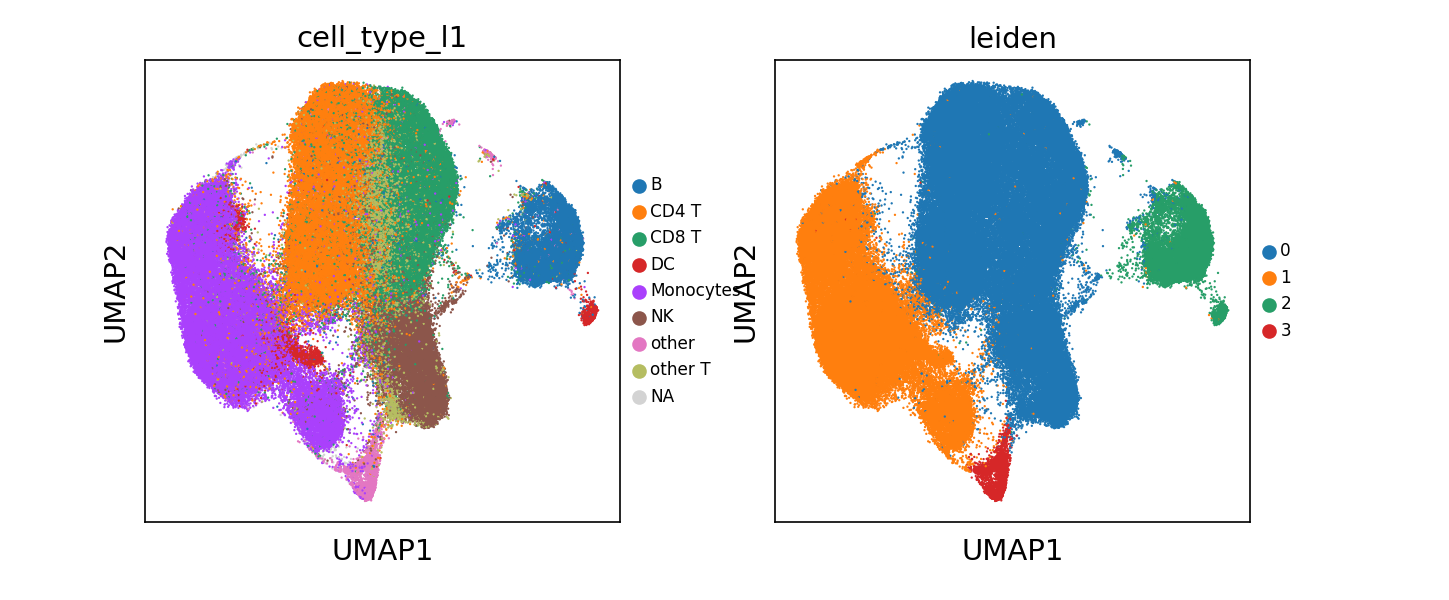 cell_type_l1
UMAP2
UMAP1
B
CD4 T
CD8 T
DC
Monocytes
NK
other
other T
NA
leiden
UMAP2
UMAP1
0
1
2
3